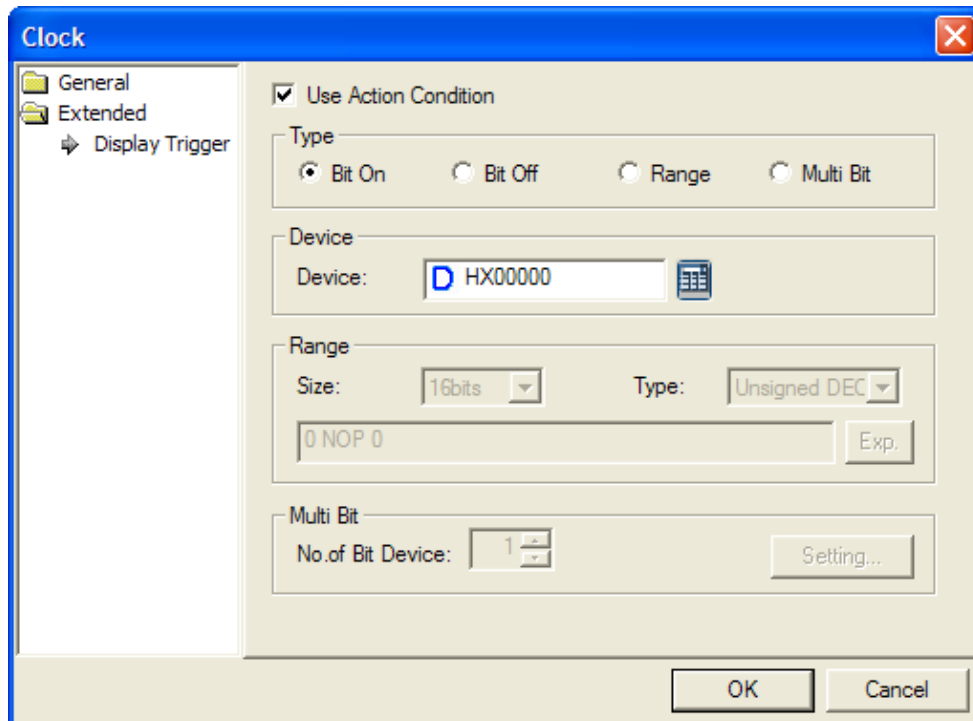 Clock
General
Extended
Display Trigger
Use Action Condition
Type
Bit On Bit Off Range Multi Bit
Device
Device: D HX00000
Range
Size: 16bits Type: Unsigned DEC
0 NOP 0 Exp.
Multi Bit
No.of Bit Device: 1 Setting...
OK Cancel